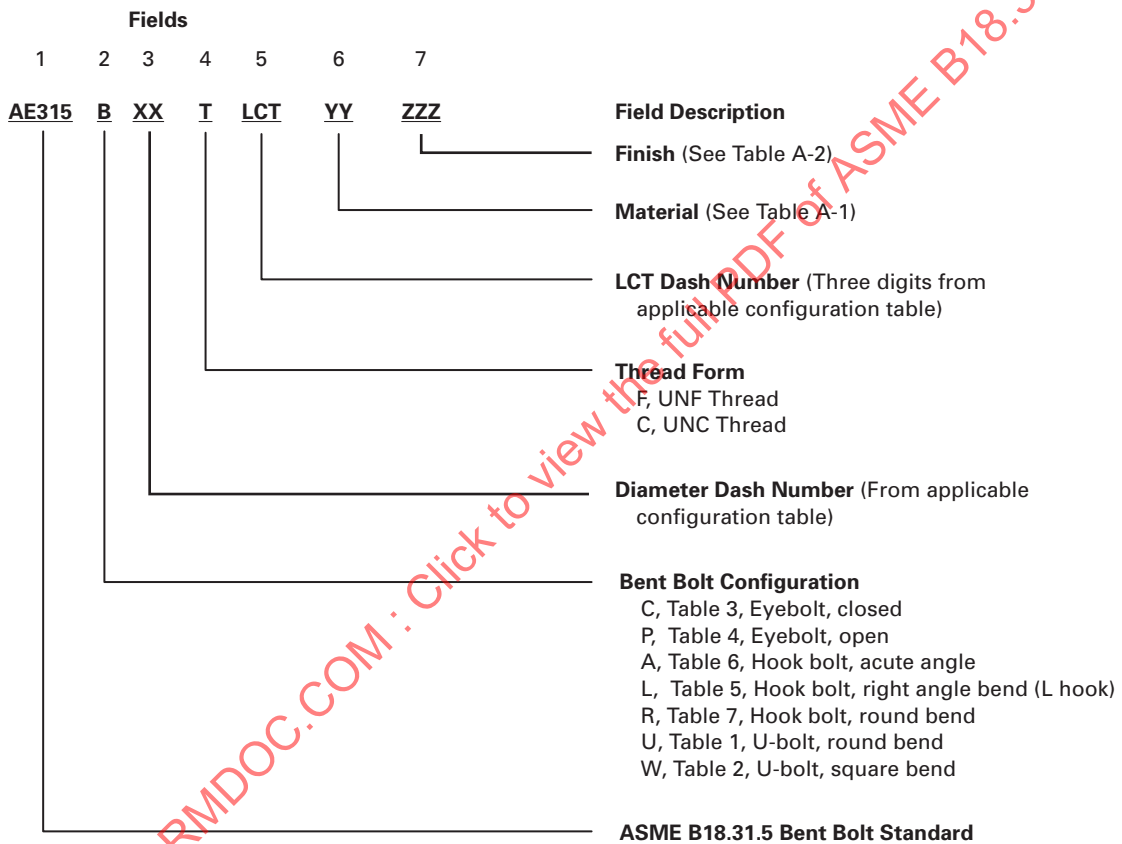 Fields
1 2 3 4 5 6 7
AE315 B XX T LCT YY ZZZ
Field Description
Finish (See Table A-2)
Material (See Table A-1)
LCT Dash Number (Three digits from
applicable configuration table)
Thread Form
F, UNF Thread
C, UNC Thread
Diameter Dash Number (From applicable
configuration table)
Bent Bolt Configuration
C, Table 3, Eyebolt, closed
P, Table 4, Eyebolt, open
A, Table 6, Hook bolt, acute angle
L, Table 5, Hook bolt, right angle bend (L hook)
R, Table 7, Hook bolt, round bend
U, Table 1, U-bolt, round bend
W, Table 2, U-bolt, square bend
ASME B18.31.5 Bent Bolt Standard
RMDOC.COM : Click to view the full PDF of ASME B18.3